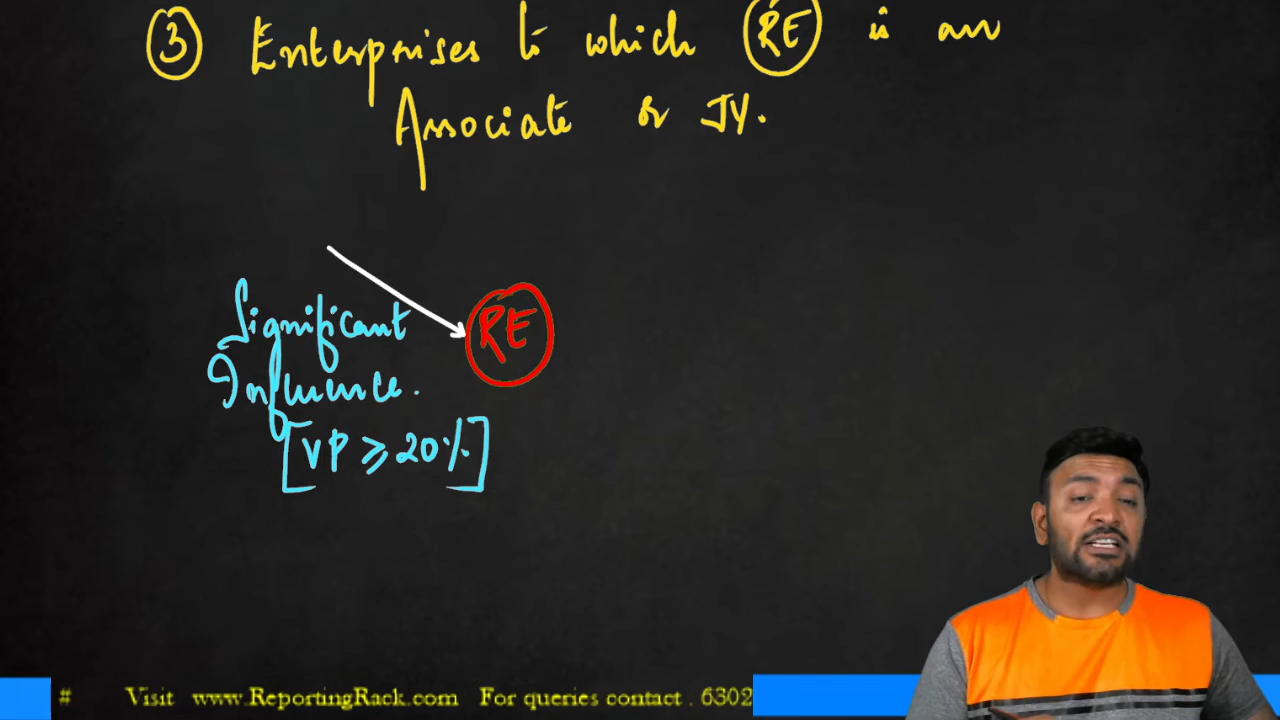 ③ Enterprises to which RE is an
Associate or JV.
Significant
Influence.
RE
[VP ≥ 20%]
# Visit www.ReportingRack.com For queries contact . 6302